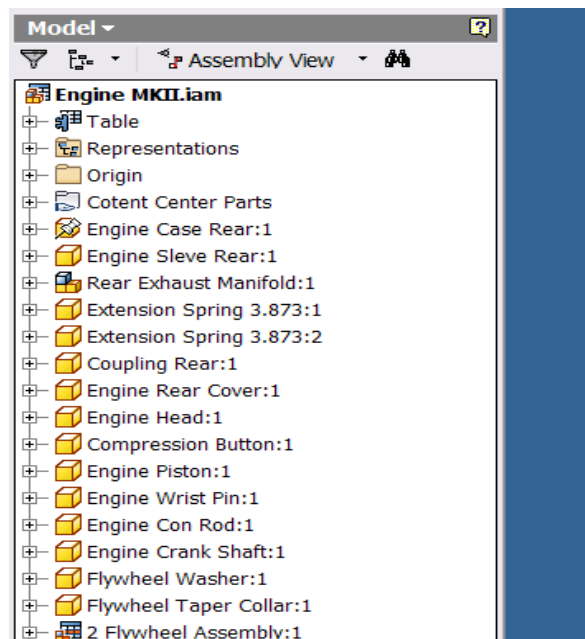 Model
Assembly View
Engine MKII.iam
Table
Representations
Origin
Cotent Center Parts
Engine Case Rear:1
Engine Sleve Rear:1
Rear Exhaust Manifold:1
Extension Spring 3.873:1
Extension Spring 3.873:2
Coupling Rear:1
Engine Rear Cover:1
Engine Head:1
Compression Button:1
Engine Piston:1
Engine Wrist Pin:1
Engine Con Rod:1
Engine Crank Shaft:1
Flywheel Washer:1
Flywheel Taper Collar:1
2 Flywheel Assembly:1